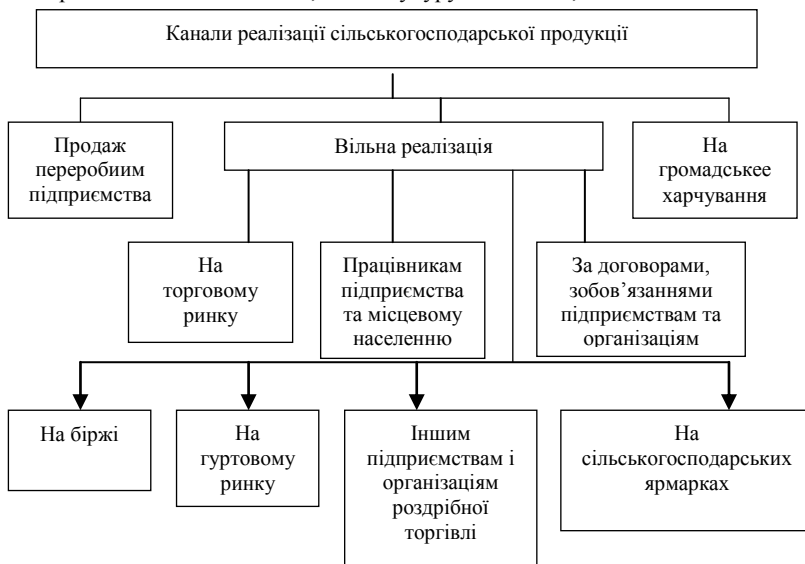 Канали реалізації сільськогосподарської продукції
Продаж
переробиим
підприємства
Вільна реалізація
На
громадськее
харчування
На
торговому
ринку
Працівникам
підприємства
та місцевому
населенню
За договорами,
зобов’язаннями
підприємствам та
організаціям
На біржі
На
гуртовому
ринку
Іншим
підприємствам і
організаціям
роздрібної
торгівлі
На
сільськогосподарських
ярмарках